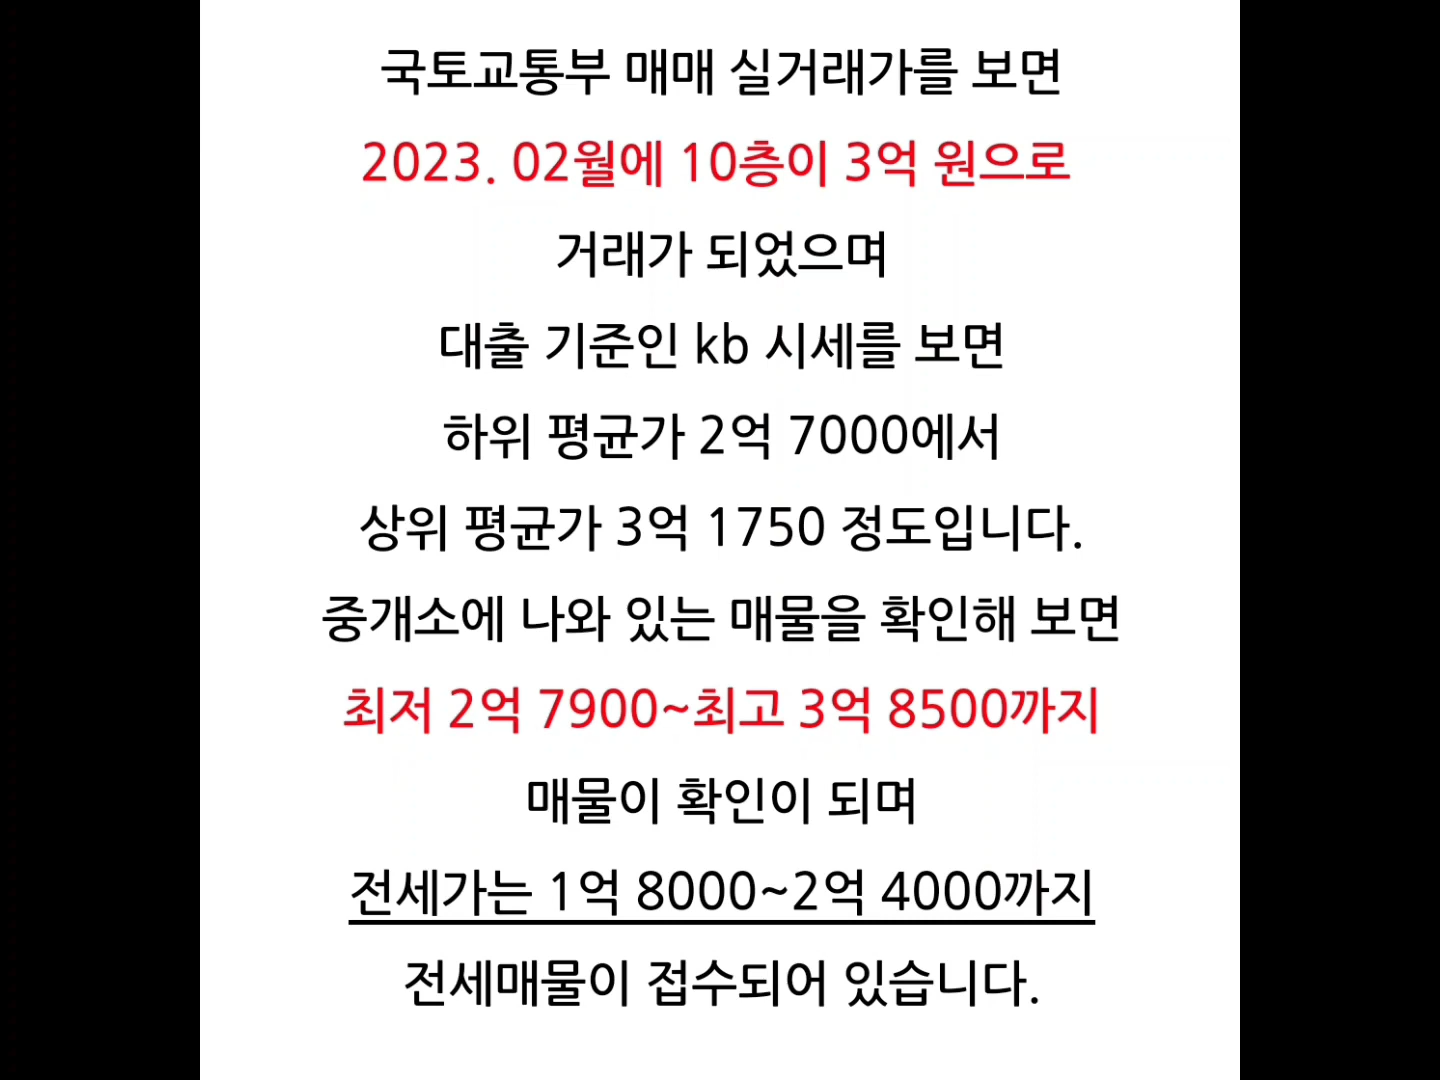 국토교통부 매매 실거래가를 보면
2023. 02월에 10층이 3억 원으로
거래가 되었으며
대출 기준인 kb 시세를 보면
하위 평균가 2억 7000에서
상위 평균가 3억 1750 정도입니다.
중개소에 나와 있는 매물을 확인해 보면
최저 2억 7900~최고 3억 8500까지
매물이 확인이 되며
전세가는 1억 8000~2억 4000까지
전세매물이 접수되어 있습니다.